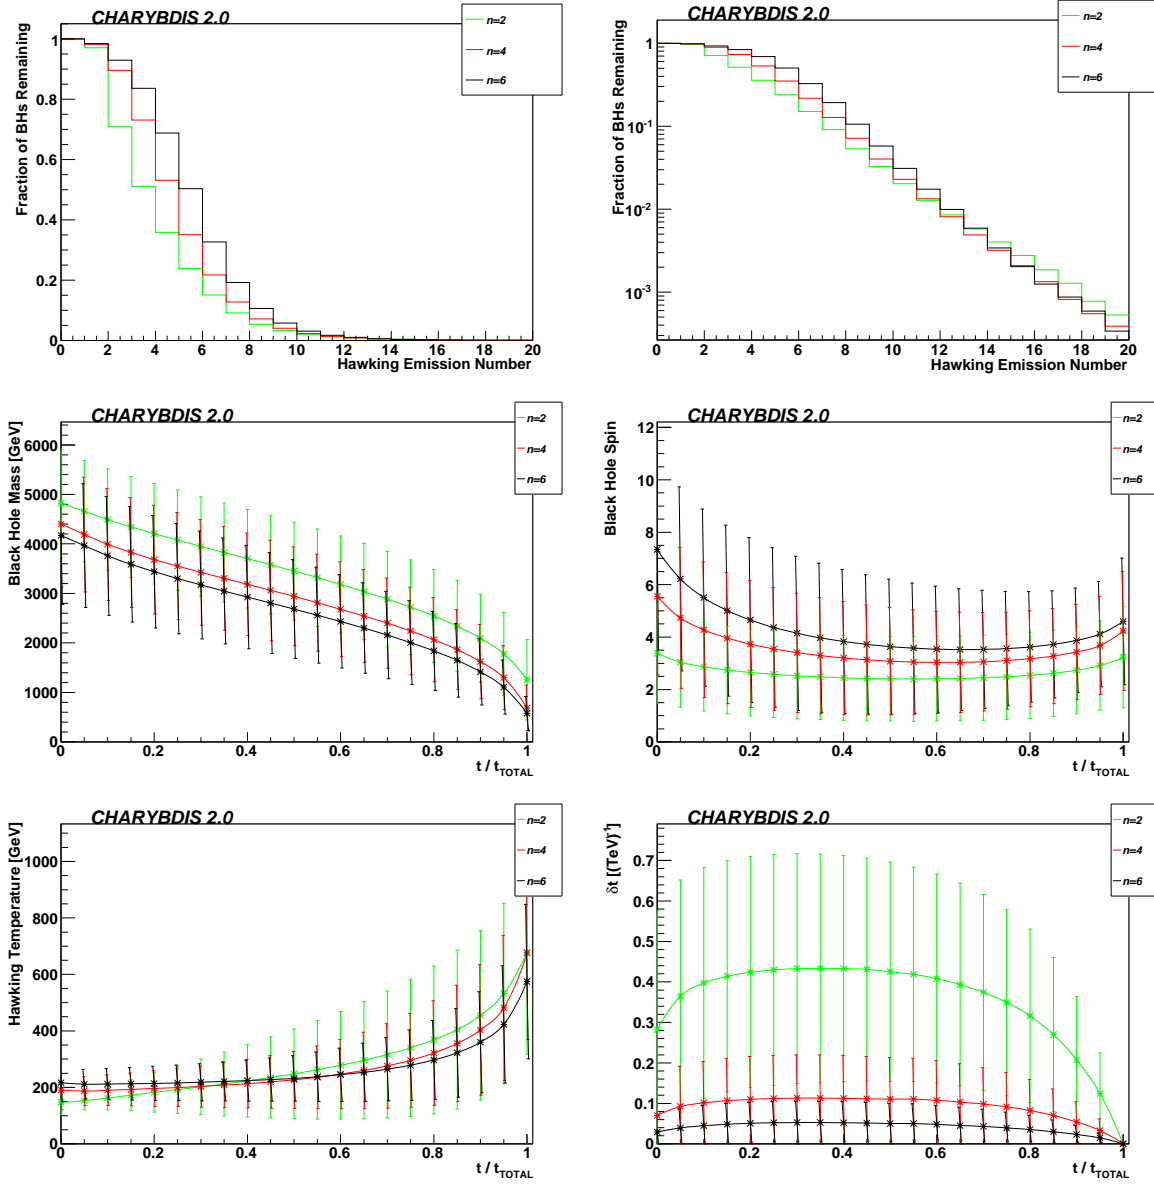 CHARYBDIS 2.0
n=2
n=4
n=6
Fraction of BHs Remaining
1
0.8
0.6
0.4
0.2
0
0 2 4 6 8 10 12 14 16 18 20
Hawking Emission Number
CHARYBDIS 2.0
n=2
n=4
n=6
Fraction of BHs Remaining
1
10-1
10-2
10-3
0 2 4 6 8 10 12 14 16 18 20
Hawking Emission Number
CHARYBDIS 2.0
n=2
n=4
n=6
Black Hole Mass [GeV]
6000
5000
4000
3000
2000
1000
0
0 0.2 0.4 0.6 0.8 1
t / tTOTAL
CHARYBDIS 2.0
n=2
n=4
n=6
Black Hole Spin
12
10
8
6
4
2
0
0 0.2 0.4 0.6 0.8 1
t / tTOTAL
CHARYBDIS 2.0
n=2
n=4
n=6
Hawking Temperature [GeV]
1000
800
600
400
200
0
0 0.2 0.4 0.6 0.8 1
t / tTOTAL
CHARYBDIS 2.0
n=2
n=4
n=6
δt [(TeV)-1]
0.7
0.6
0.5
0.4
0.3
0.2
0.1
0
0 0.2 0.4 0.6 0.8 1
t / tTOTAL